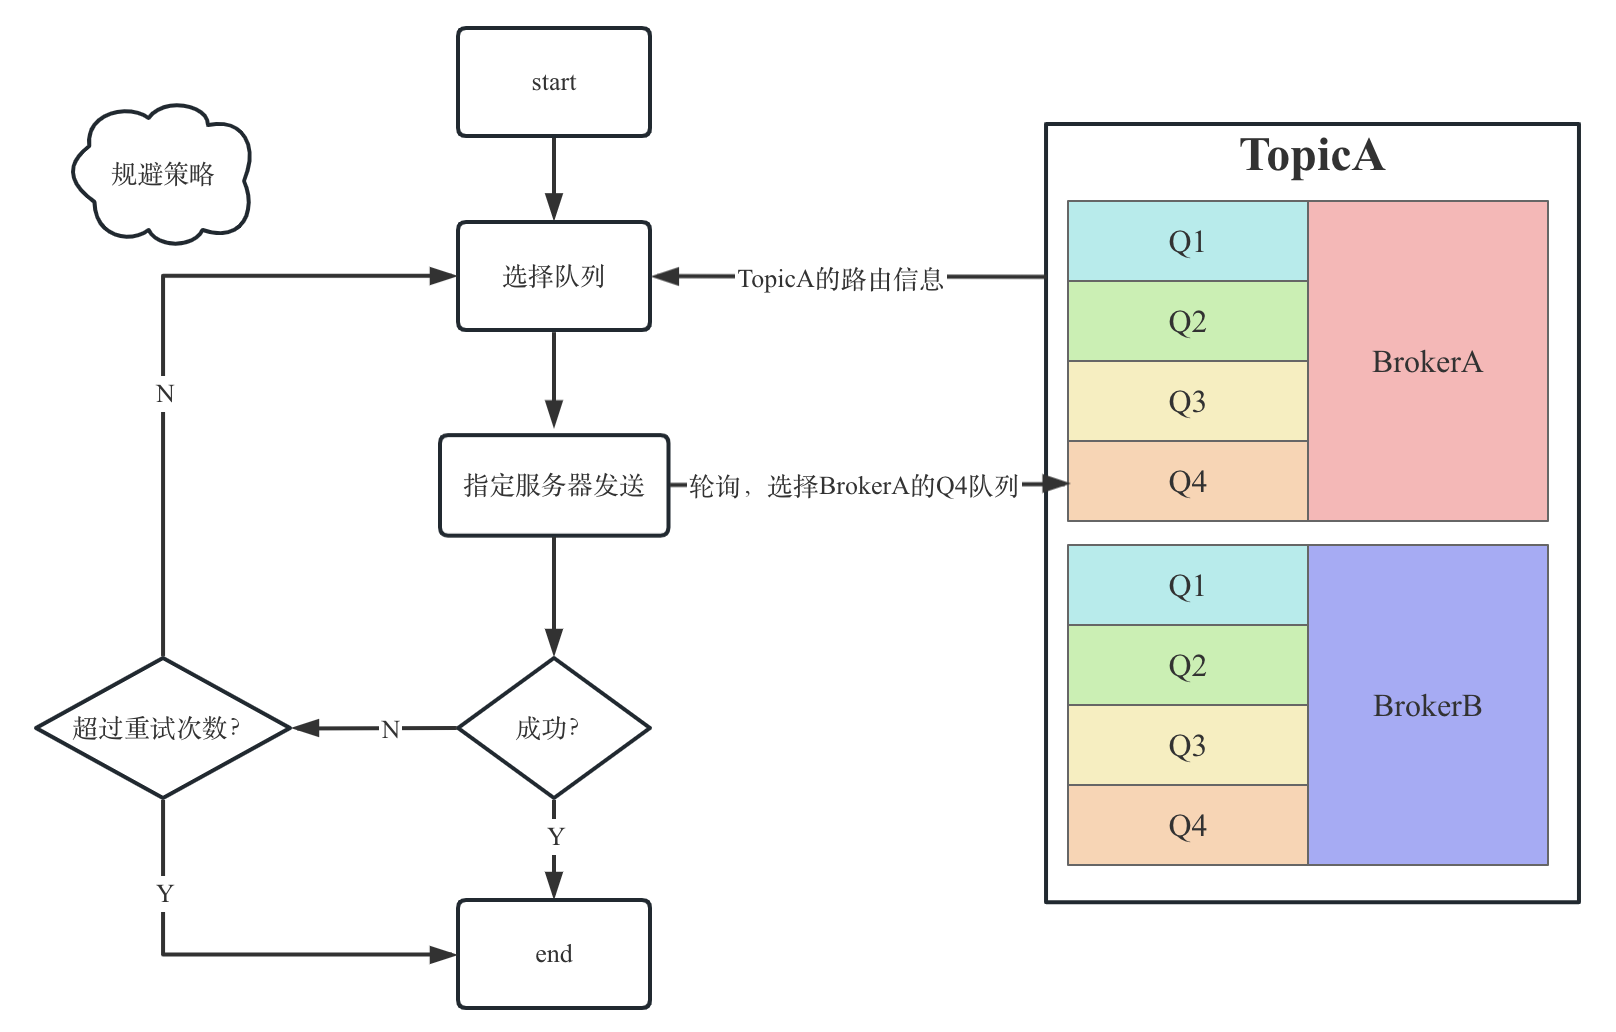 start
规避策略
TopicA
Q1
选择队列
TopicA的路由信息
Q2
BrokerA
N
Q3
指定服务器发送
轮询，选择BrokerA的Q4队列
Q4
Q1
Q2
BrokerB
超过重试次数?
N
成功?
Q3
Y
Q4
Y
end